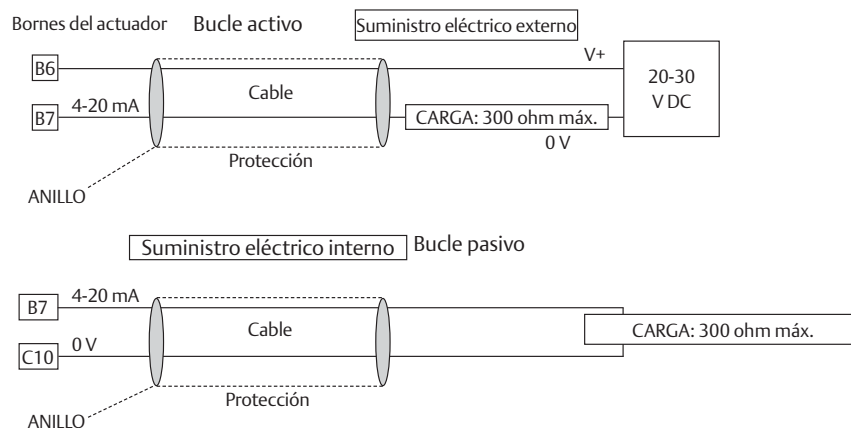 Bornes del actuador
Bucle activo
Suministro eléctrico externo
B6
V+
20-30
V DC
B7
4-20 mA
Cable
CARGA: 300 ohm máx.
0 V
Protección
ANILLO
Suministro eléctrico interno
Bucle pasivo
B7
4-20 mA
Cable
CARGA: 300 ohm máx.
C10
0 V
Protección
ANILLO